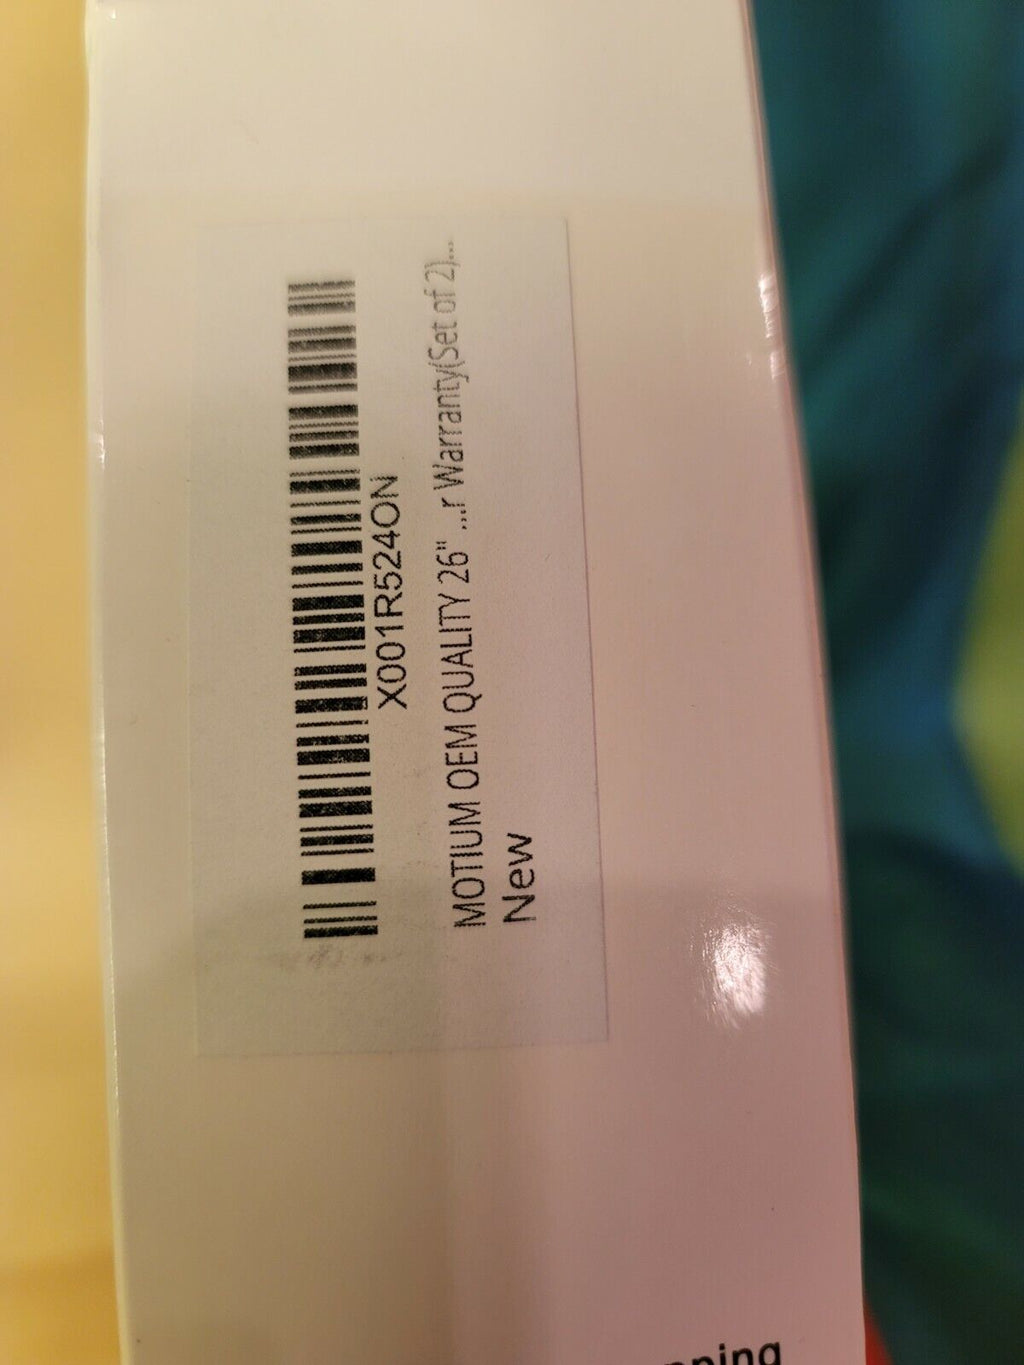 X001R524ON
MOTIUM OEM QUALITY 26" ...r Warranty(Set of 2)...
New